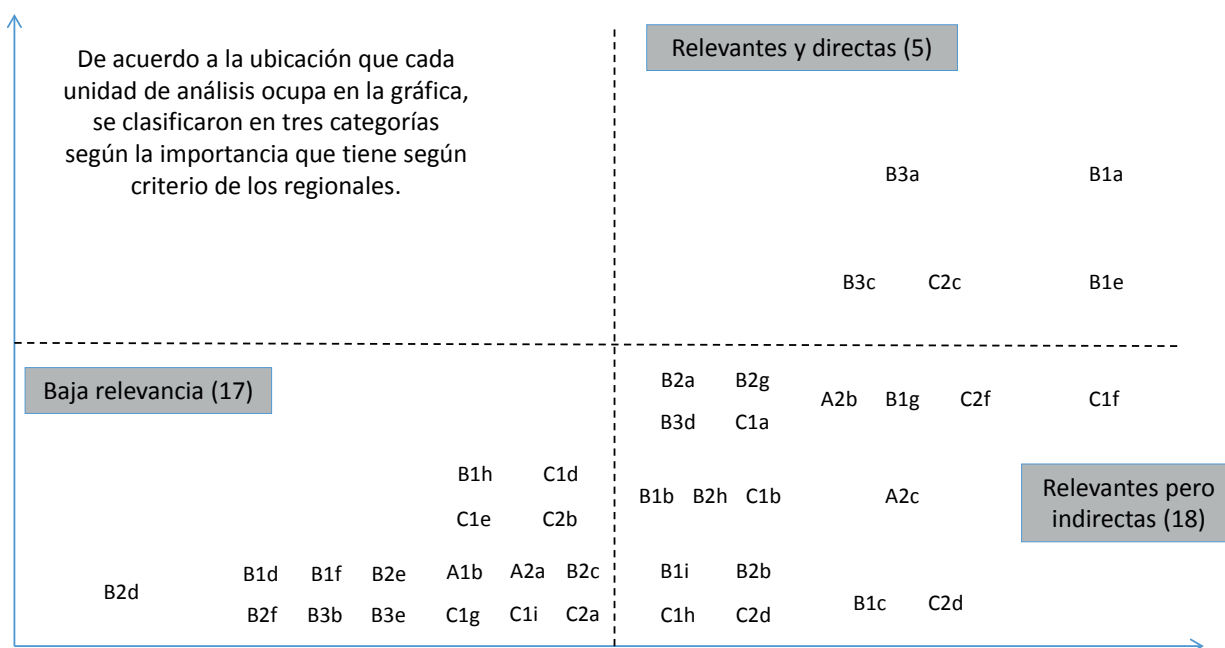 De acuerdo a la ubicación que cada
unidad de análisis ocupa en la gráfica,
se clasificaron en tres categorías
según la importancia que tiene según
criterio de los regionales.
Relevantes y directas (5)
B3a B1a
B3c C2c B1e
Baja relevancia (17)
B2a B2g
A2b B1g C2f C1f
B3d C1a
B1h C1d
C1e C2b
B1b B2h C1b A2c
Relevantes pero
indirectas (18)
B2d
B1d B1f B2e A1b A2a B2c
B2f B3b B3e C1g C1i C2a
B1i B2b
C1h C2d
B1c C2d